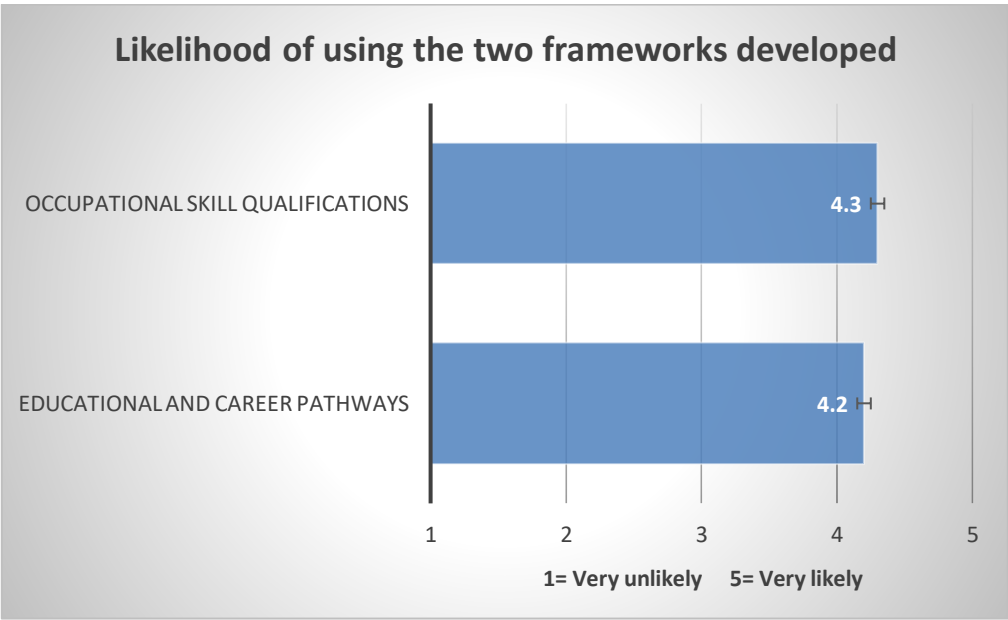 Likelihood of using the two frameworks developed
OCCUPATIONAL SKILL QUALIFICATIONS
4.3
EDUCATIONAL AND CAREER PATHWAYS
4.2
1 2 3 4 5
1= Very unlikely 5= Very likely